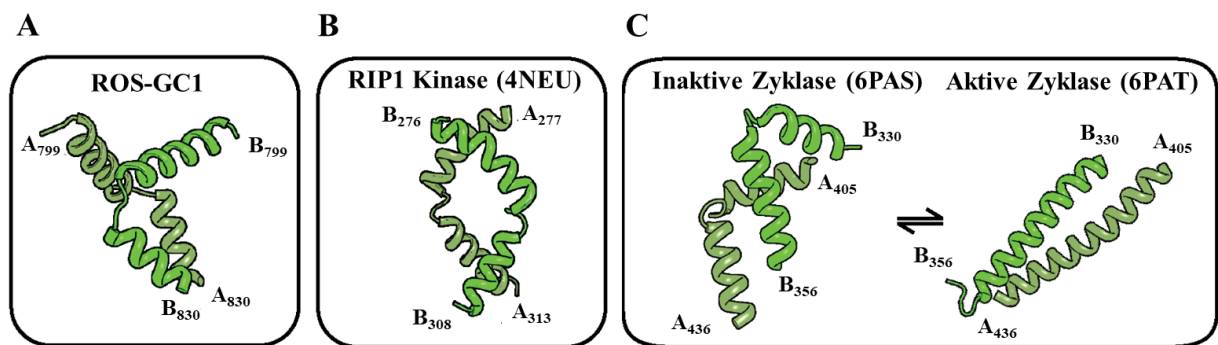 A
B
C
ROS-GC1
A799
B799
B830
A830
RIP1 Kinase (4NEU)
B276
A277
B308
A313
Inaktive Zyklase (6PAS)
Aktive Zyklase (6PAT)
B330
A405
B356
A436
B330
A405
B356
A436